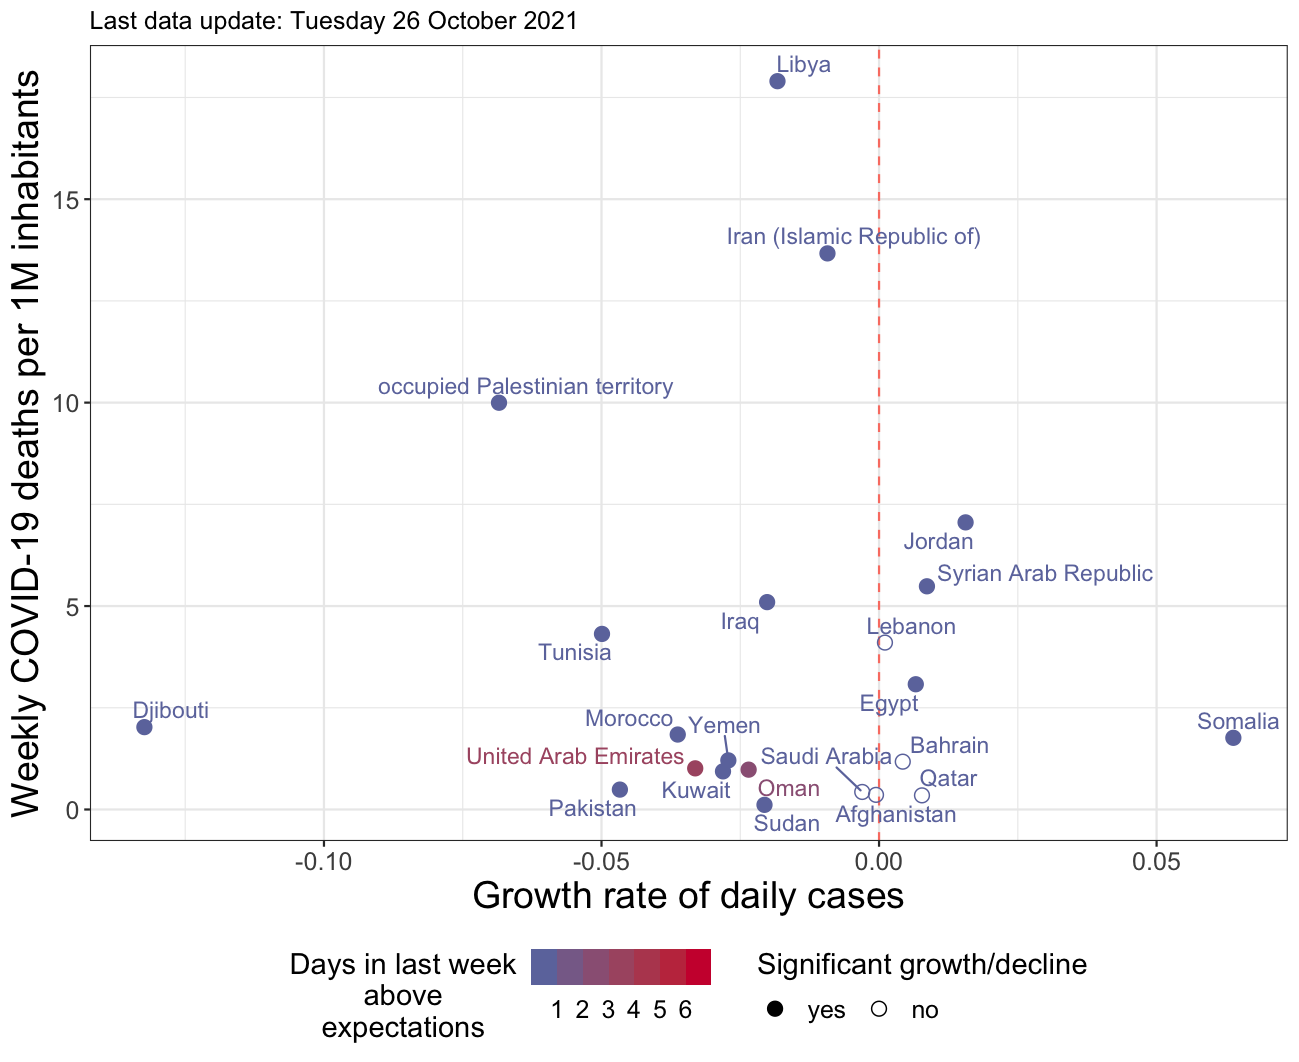 Last data update: Tuesday 26 October 2021
Weekly COVID-19 deaths per 1M inhabitants
15
10
5
0
Libya
Iran (Islamic Republic of)
occupied Palestinian territory
Jordan
Syrian Arab Republic
Iraq
Lebanon
Tunisia
Egypt
Djibouti
Morocco
Yemen
Somalia
United Arab Emirates
Saudi Arabia
Bahrain
Qatar
Kuwait
Oman
Pakistan
Afghanistan
Sudan
-0.10
-0.05
0.00
0.05
Growth rate of daily cases
Days in last week
above
expectations
1 2 3 4 5 6
Significant growth/decline
yes
no